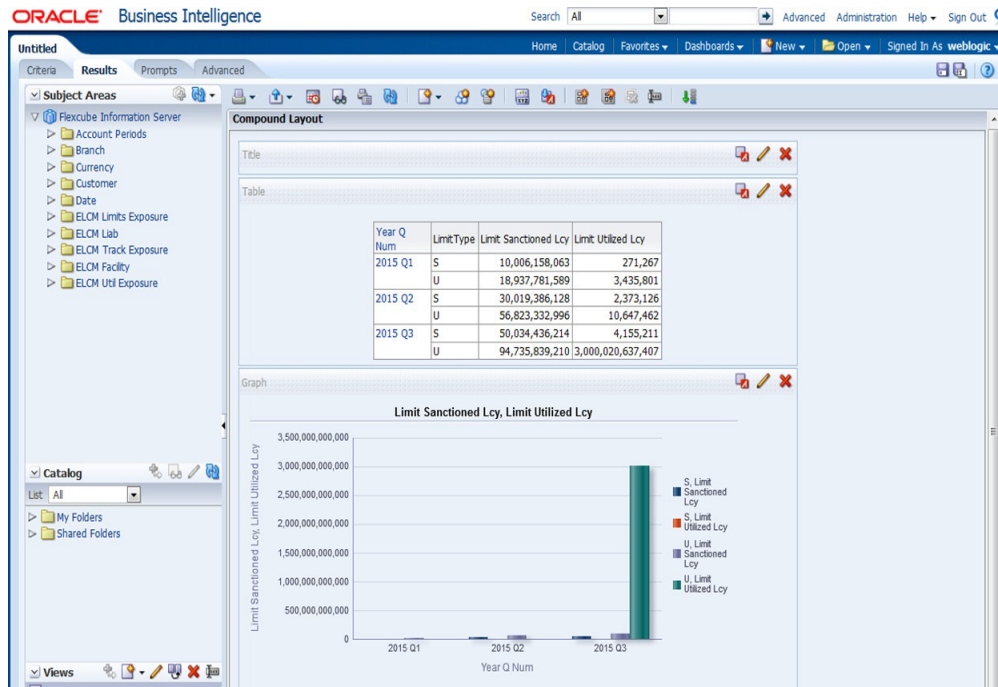 ORACLE® Business Intelligence
Search All Advanced Administration Help Sign Out
Untitled
Home Catalog Favorites Dashboards New Open Signed In As weblogic
Criteria Results Prompts Advanced
Subject Areas
Flexcube Information Server
Account Periods
Branch
Currency
Customer
Date
ELCM Limits Exposure
ELCM Liab
ELCM Track Exposure
ELCM Facility
ELCM Util Exposure
Catalog
List All
My Folders
Shared Folders
Views
Compound Layout
Title
Table
Year Q Num LimitType Limit Sanctioned Lcy Limit Utilized Lcy
2015 Q1 S 10,006,158,063 271,267
U 18,937,781,589 3,435,801
2015 Q2 S 30,019,386,128 2,373,126
U 56,823,332,996 10,647,462
2015 Q3 S 50,034,436,214 4,155,211
U 94,735,839,210 3,000,020,637,407
Graph
Limit Sanctioned Lcy, Limit Utilized Lcy
Limit Sanctioned Lcy, Limit Utilized Lcy
3,500,000,000,000
3,000,000,000,000
2,500,000,000,000
2,000,000,000,000
1,500,000,000,000
1,000,000,000,000
500,000,000,000
0
2015 Q1 2015 Q2 2015 Q3
Year Q Num
S, Limit
Sanctioned
Lcy
S, Limit
Utilized Lcy
U, Limit
Sanctioned
Lcy
U, Limit
Utilized Lcy